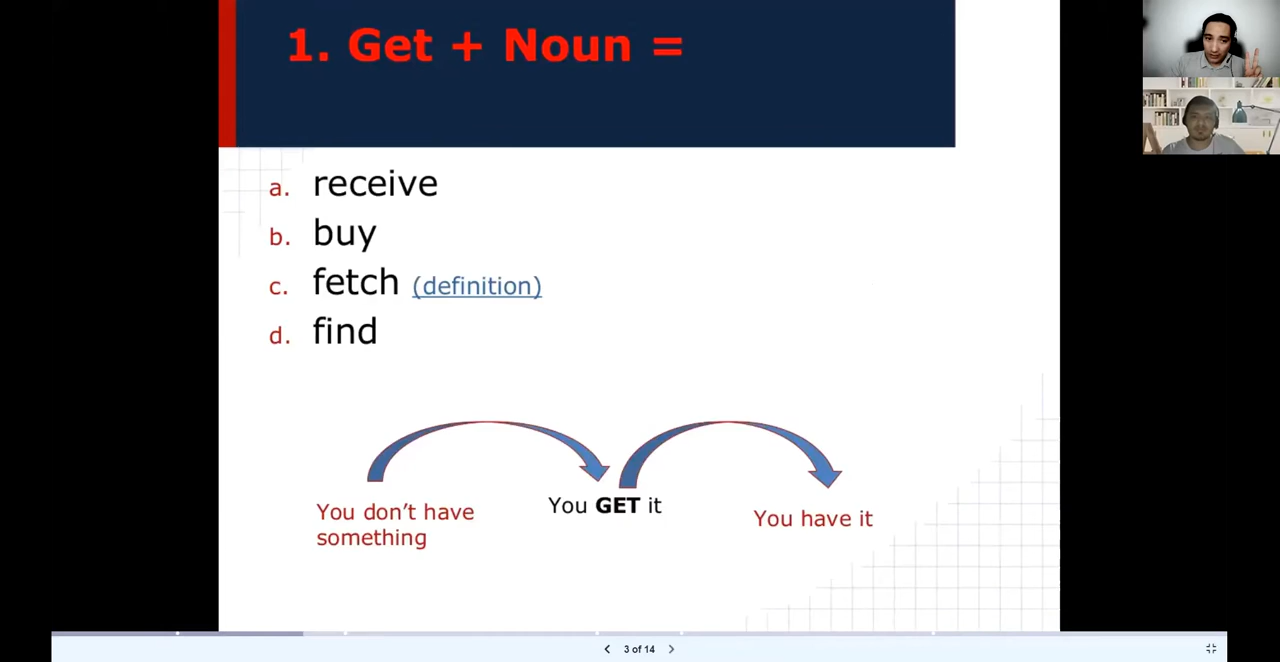 1. Get + Noun =
a. receive
b. buy
c. fetch (definition)
d. find
You don't have
something
You GET it
You have it
3 of 14